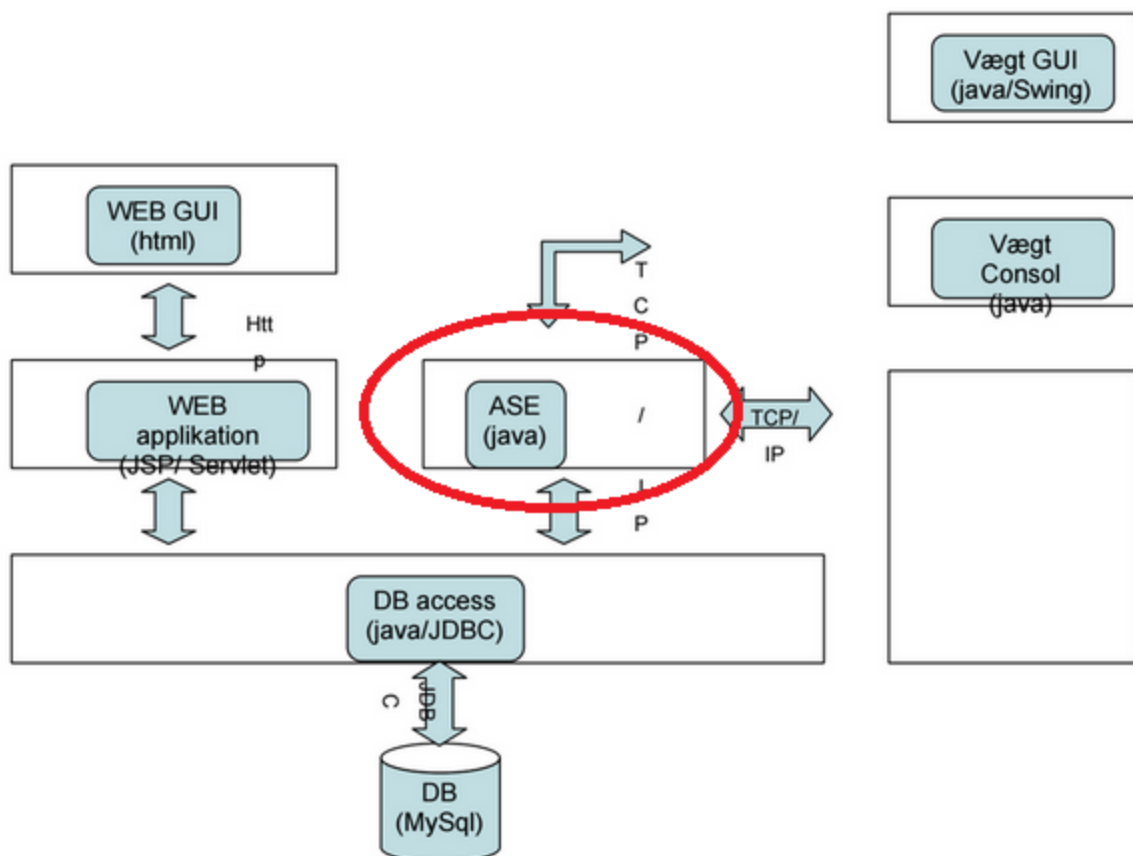 Vægt GUI
(java/Swing)
WEB GUI
(html)
Vægt
Consol
(java)
T
C
P
/
I
P
Htt
p
WEB
applikation
(JSP/ Servlet)
ASE
(java)
TCP/
IP
DB access
(java/JDBC)
JDB
C
DB
(MySql)